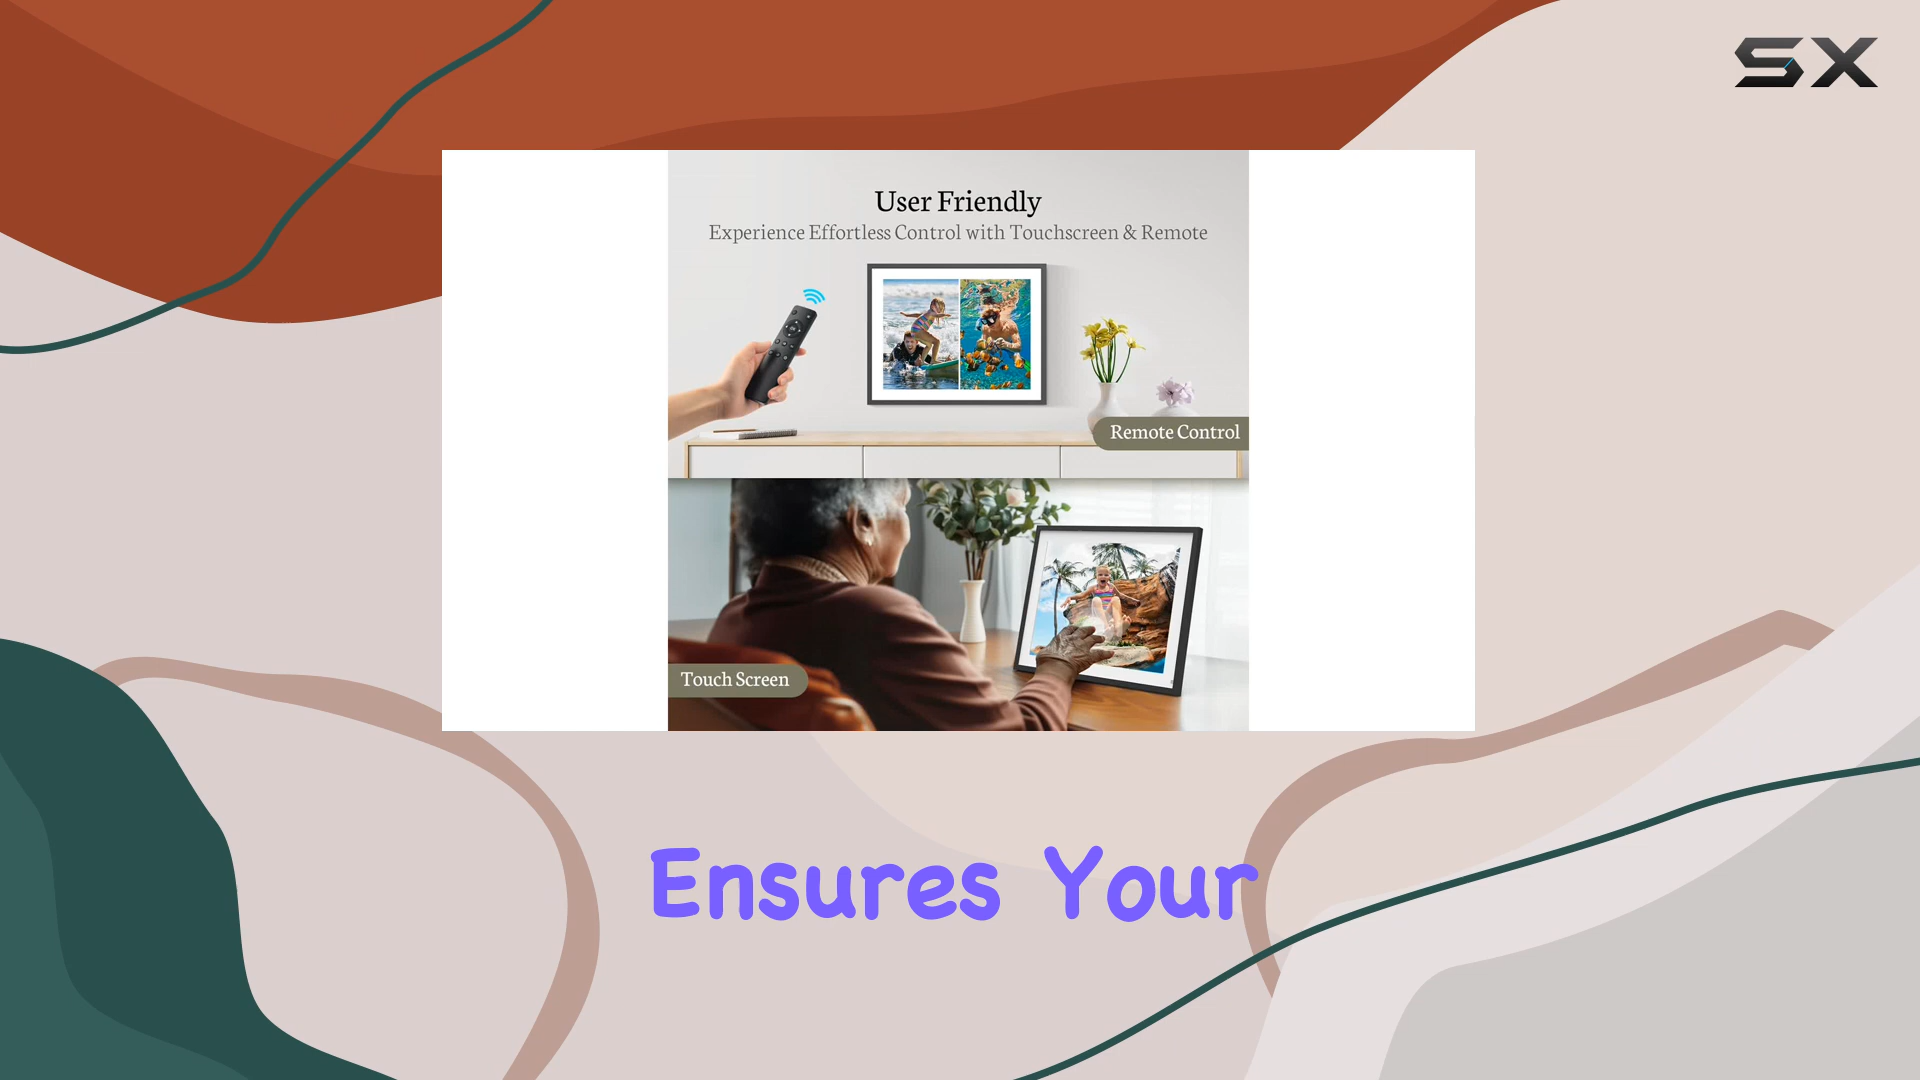 SX
User Friendly
Experience Effortless Control with Touchscreen & Remote
Remote Control
Touch Screen
Ensures Your